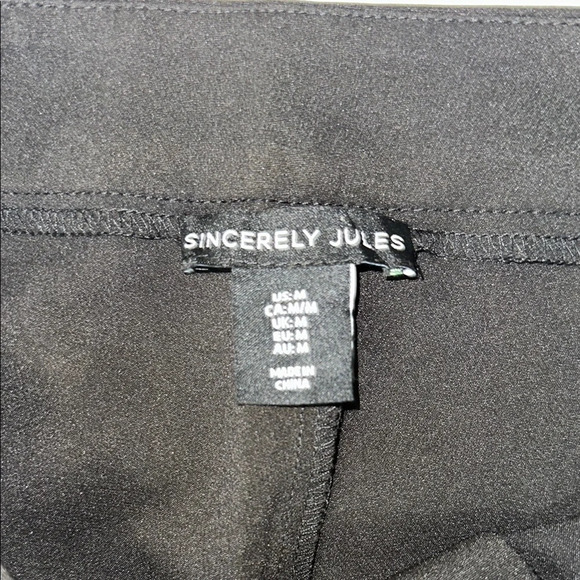 SINCERELY JULES
US: M
CA: M/M
UK: M
EU: M
AU: M
MADE IN
CHINA